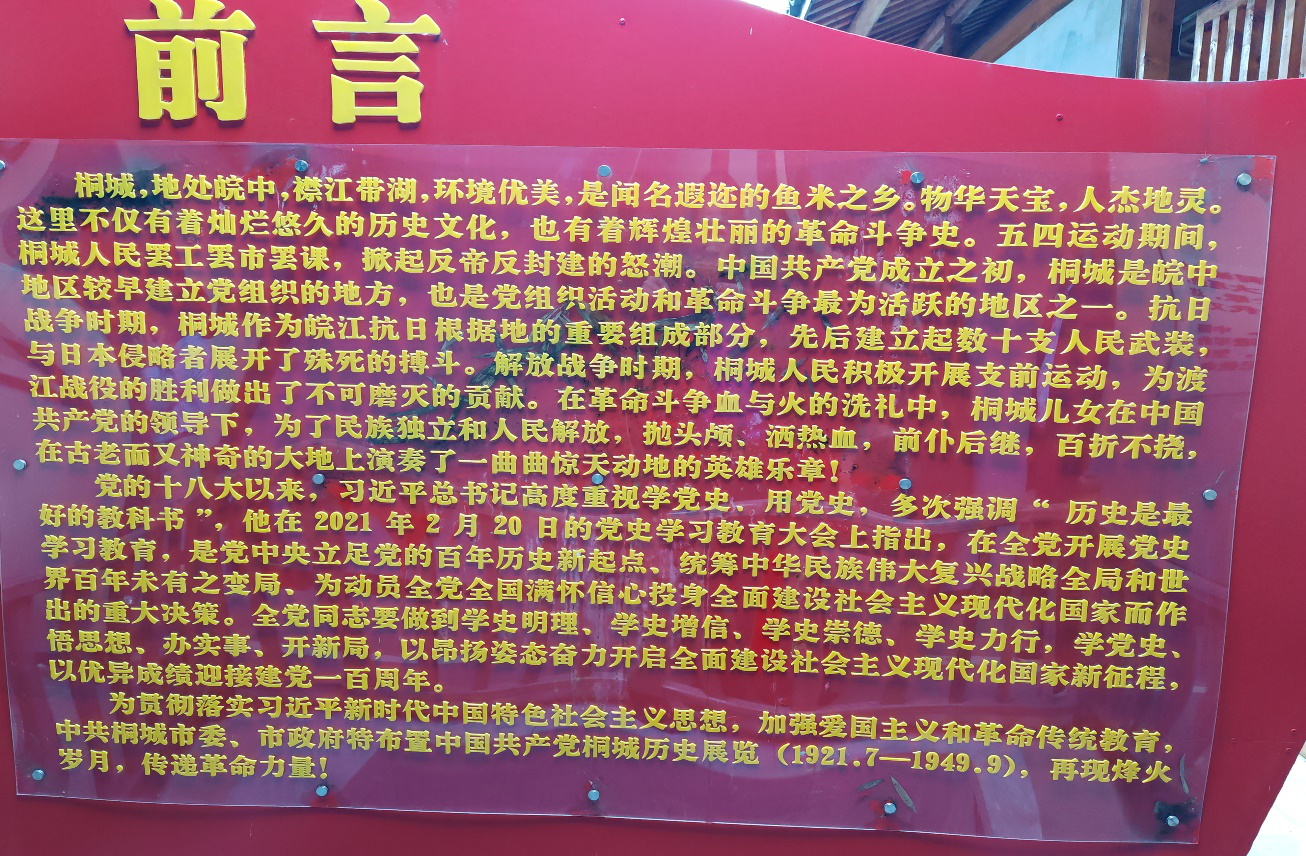 前言
桐城,地处皖中,襟江带湖,环境优美,是闻名遐迩的鱼米之乡。物华天宝,人杰地灵。
这里不仅有着灿烂悠久的历史文化，也有着辉煌壮丽的革命斗争史。五四运动期间，
桐城人民罢工罢市罢课，掀起反帝反封建的怒潮。中国共产党成立之初，桐城是皖中
地区较早建立党组织的地方，也是党组织活动和革命斗争最为活跃的地区之一。抗日
战争时期，桐城作为皖江抗日根据地的重要组成部分，先后建立起数十支人民武装，
与日本侵略者展开了殊死的搏斗。解放战争时期，桐城人民积极开展支前运动，为渡
江战役的胜利做出了不可磨灭的贡献。在革命斗争血与火的洗礼中，桐城儿女在中国
共产党的领导下，为了民族独立和人民解放，抛头颅、洒热血，前仆后继，百折不挠，
在古老而又神奇的大地上演奏了一曲曲惊天动地的英雄乐章！
党的十八大以来，习近平总书记高度重视学党史、用党史，多次强调“历史是最
好的教科书”，他在 2021 年 2 月 20 日的党史学习教育大会上指出，在全党开展党史
学习教育，是党中央立足党的百年历史新起点、统筹中华民族伟大复兴战略全局和世
界百年未有之变局、为动员全党全国满怀信心投身全面建设社会主义现代化国家而作
出的重大决策。全党同志要做到学史明理、学史增信、学史崇德、学史力行，学党史、
悟思想、办实事、开新局，以昂扬姿态奋力开启全面建设社会主义现代化国家新征程，
以优异成绩迎接建党一百周年。
为贯彻落实习近平新时代中国特色社会主义思想，加强爱国主义和革命传统教育，
中共桐城市委、市政府特布置中国共产党桐城历史展览（1921.7—1949.9），再现烽火
岁月，传递革命力量！